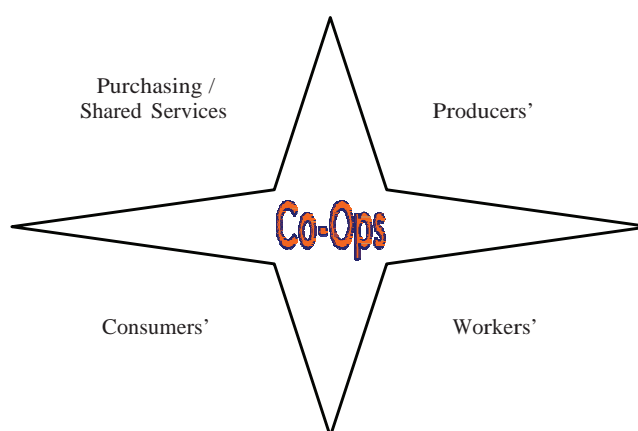 Purchasing /
Shared Services
Producers’
Co-Ops
Consumers’
Workers’